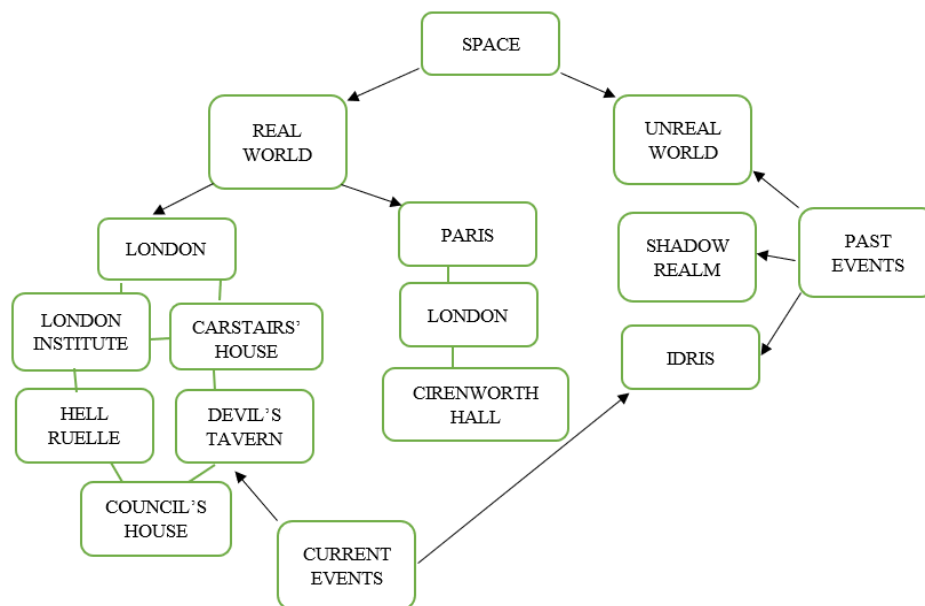 SPACE
REAL
WORLD
UNREAL
WORLD
LONDON
PARIS
SHADOW
REALM
PAST
EVENTS
LONDON
INSTITUTE
CARSTAIRS'
HOUSE
LONDON
IDRIS
HELL
RUELLE
DEVIL'S
TAVERN
CIRENWORTH
HALL
COUNCIL'S
HOUSE
CURRENT
EVENTS